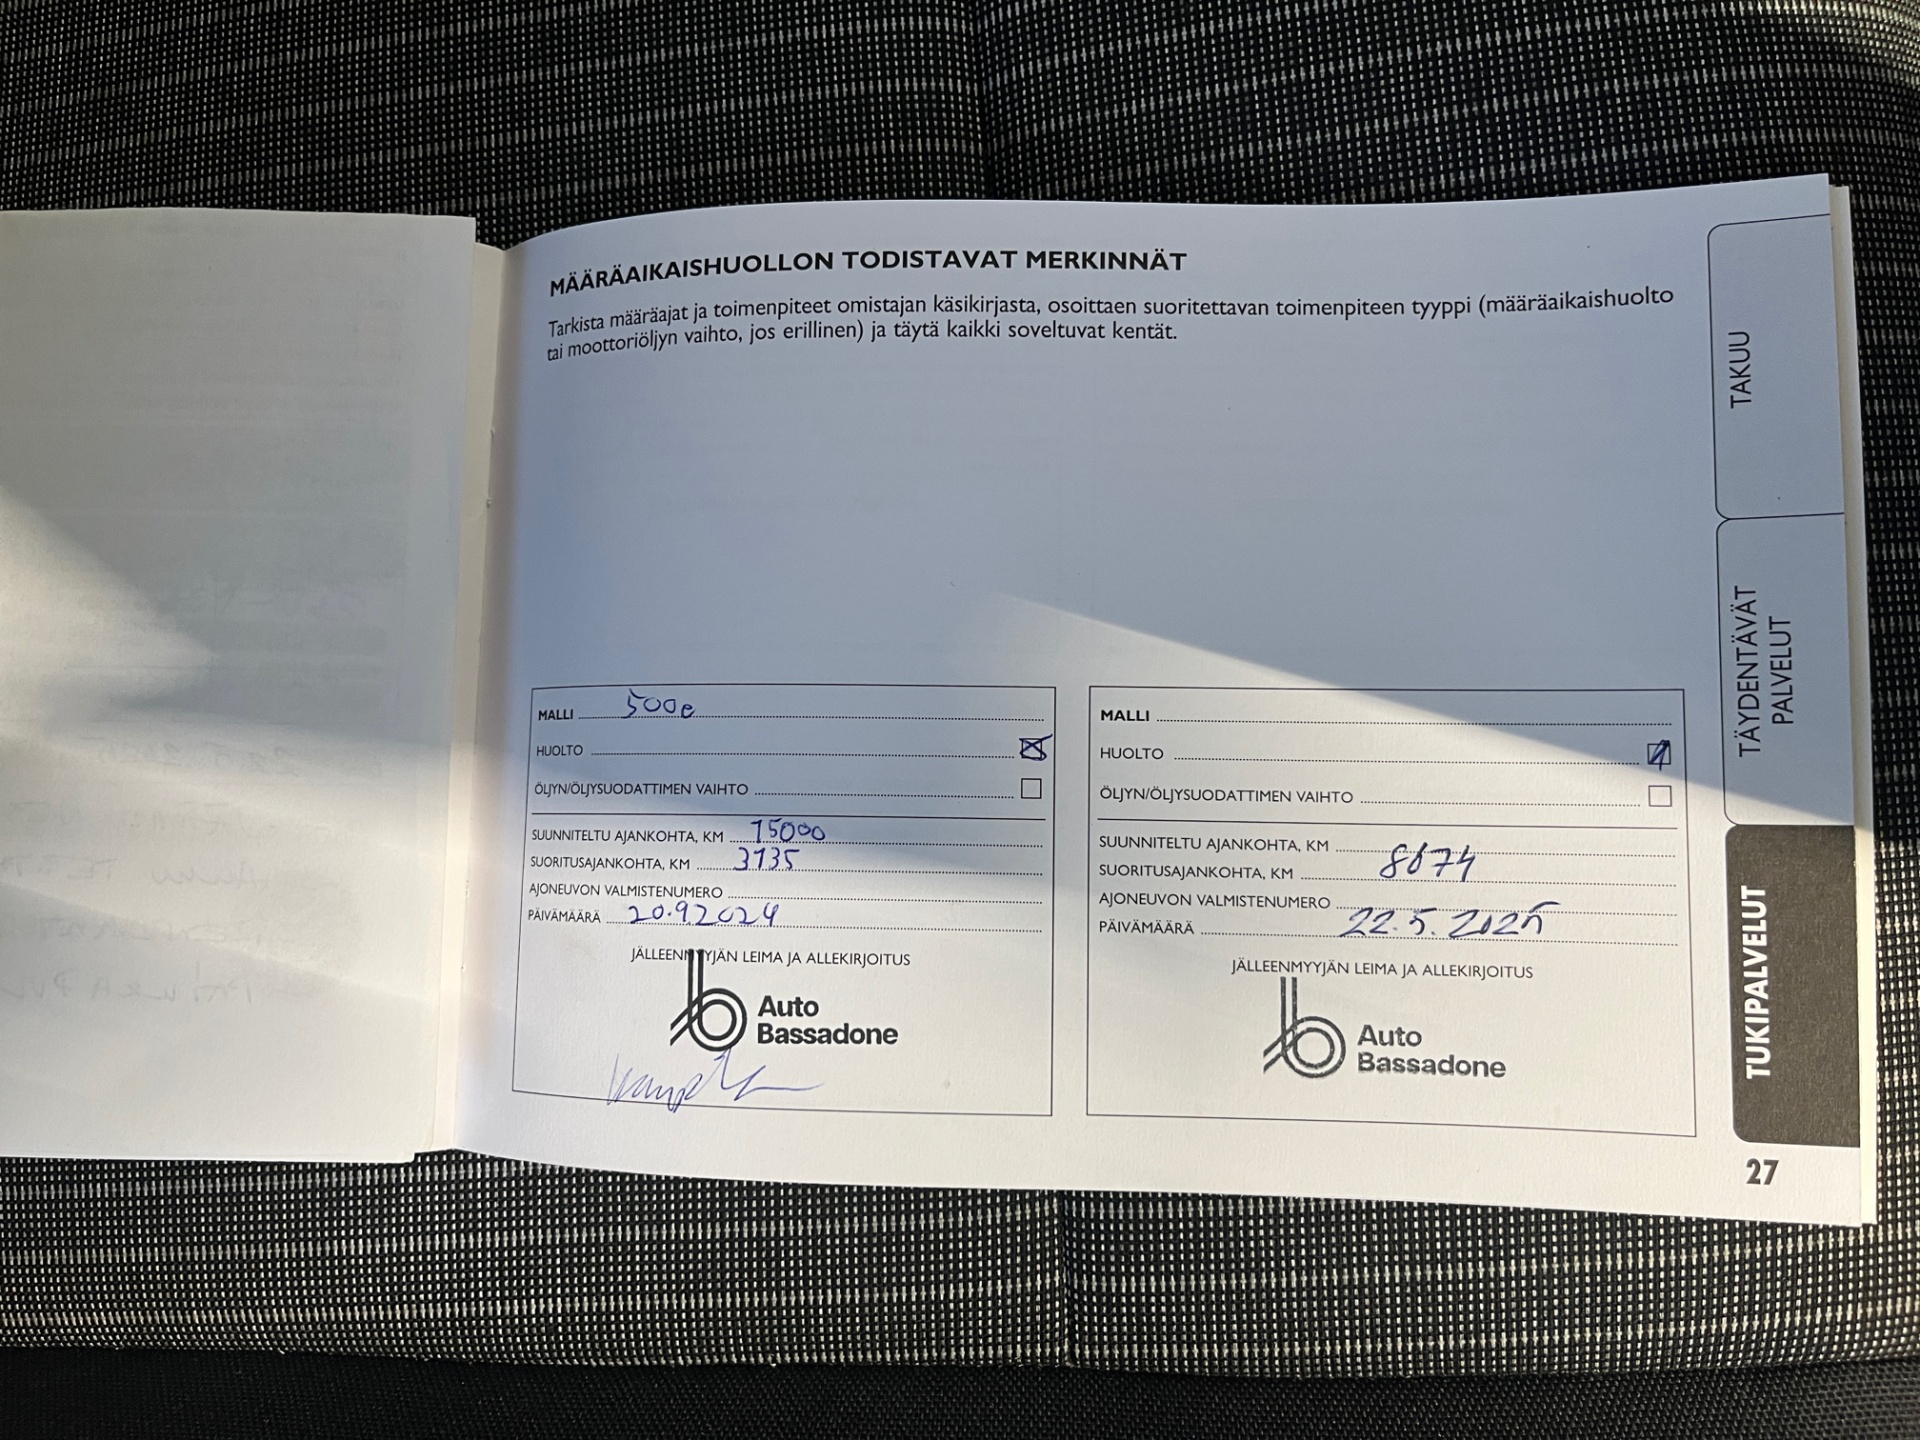 MÄÄRÄAIKAISHUOLLON TODISTAVAT MERKINNÄT
Tarkista määräajat ja toimenpiteet omistajan käsikirjasta, osoittaen suoritettavan toimenpiteen tyyppi (määräaikaishuolto
tai moottoriöljyn vaihto, jos erillinen) ja täytä kaikki soveltuvat kentät.
MALLI 500e
HUOLTO
ÖLJYN/ÖLJYSUODATTIMEN VAIHTO
SUUNNITELTU AJANKOHTA, KM 15000
SUORITUSAJANKOHTA, KM 3135
AJONEUVON VALMISTENUMERO
PÄIVÄMÄÄRÄ 20.9.2024
JÄLLEENMYYJÄN LEIMA JA ALLEKIRJOITUS
Auto
Bassadone
MALLI
HUOLTO
ÖLJYN/ÖLJYSUODATTIMEN VAIHTO
SUUNNITELTU AJANKOHTA, KM
SUORITUSAJANKOHTA, KM 8674
AJONEUVON VALMISTENUMERO
PÄIVÄMÄÄRÄ 22.5.2025
JÄLLEENMYYJÄN LEIMA JA ALLEKIRJOITUS
Auto
Bassadone
TAKUU
TÄYDENTÄVÄT
PALVELUT
TUKIPALVELUT
27